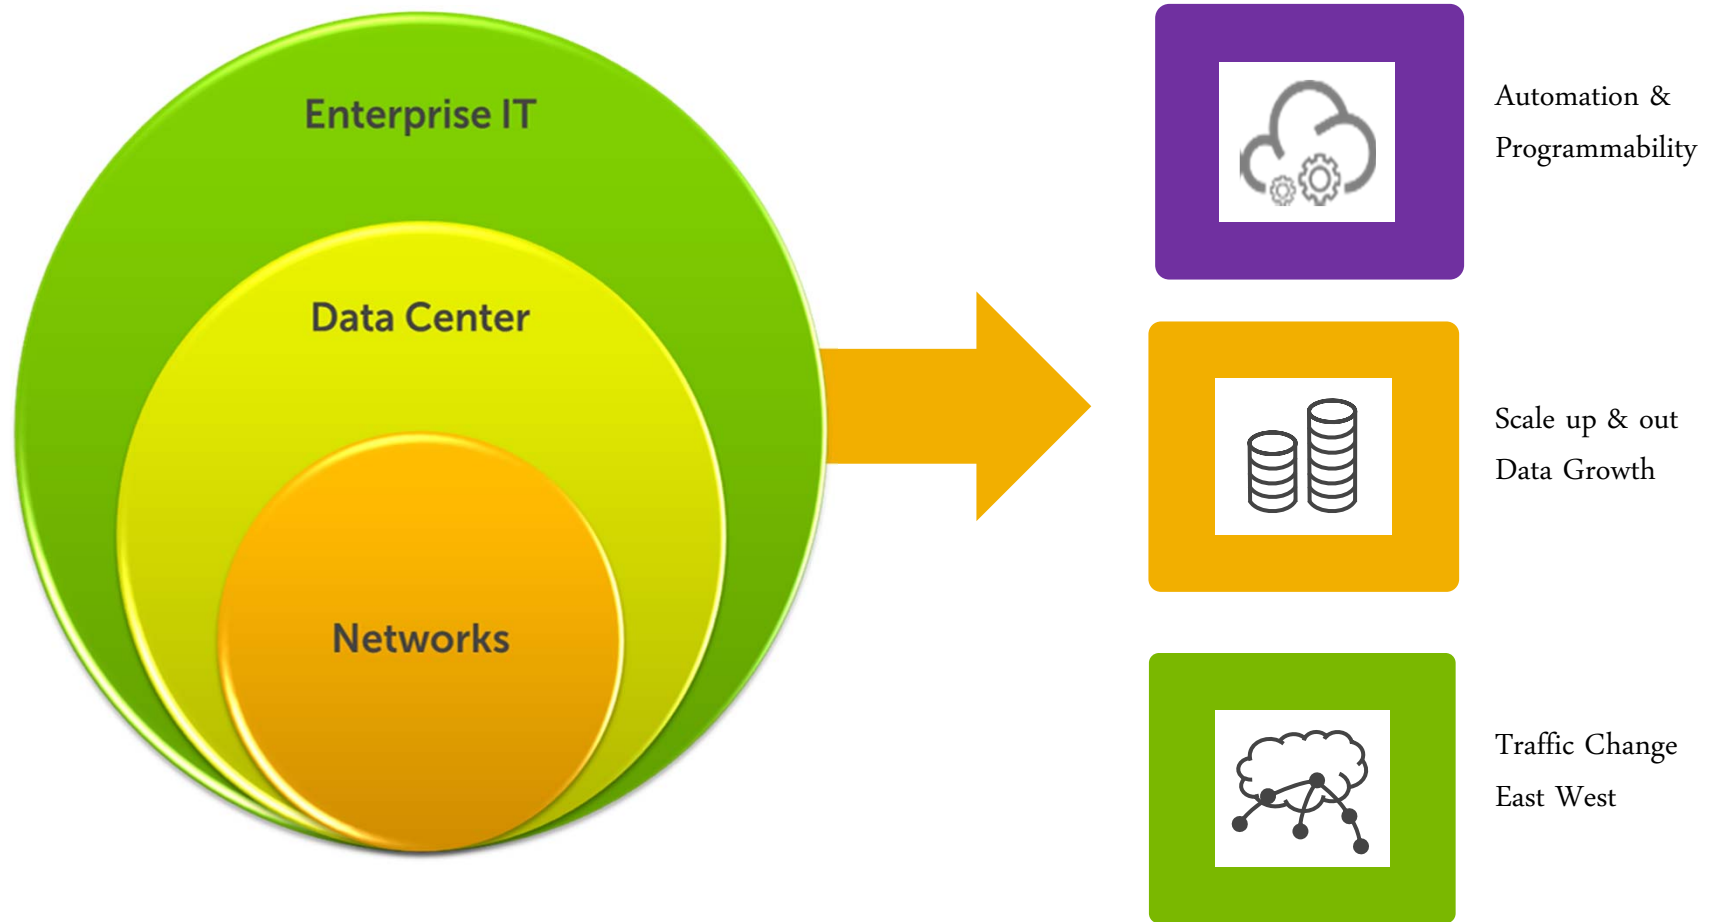 Enterprise IT
Data Center
Networks
Automation &
Programmability
Scale up & out
Data Growth
Traffic Change
East West